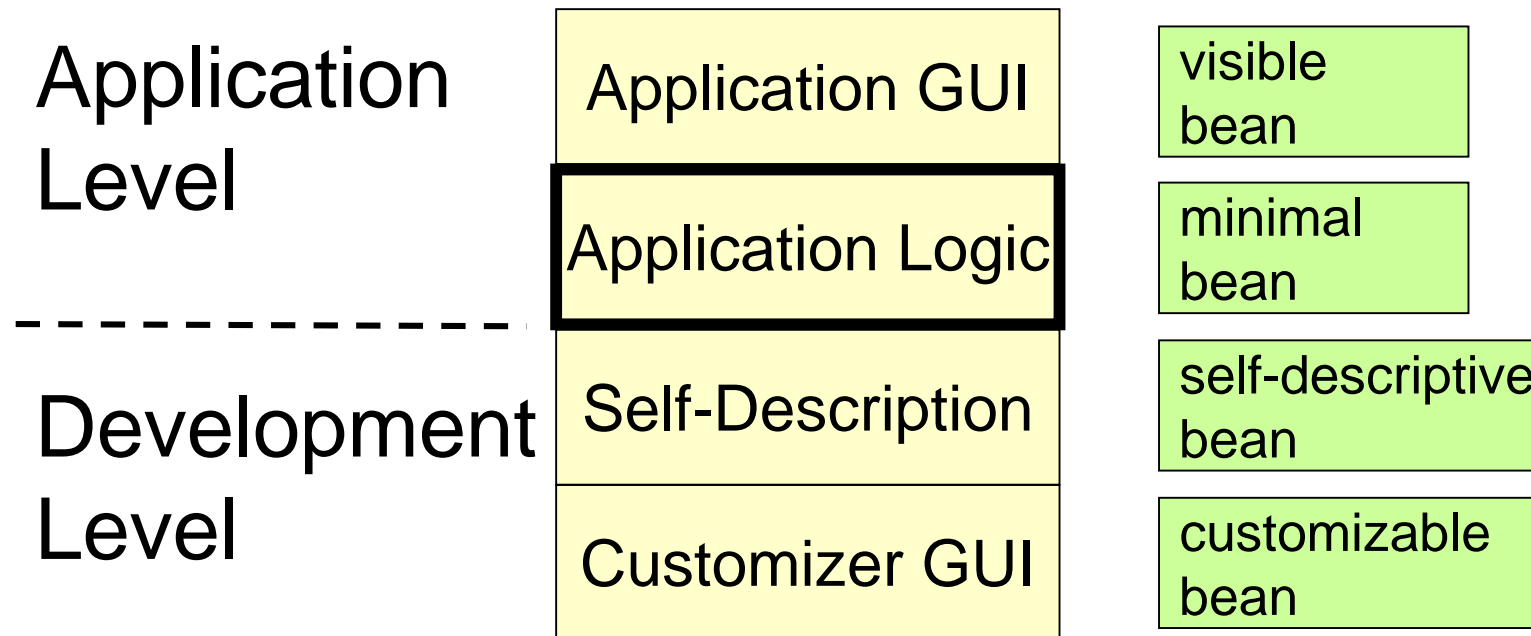 Application
Level
Development
Level
Application GUI
Application Logic
Self-Description
Customizer GUI
visible
bean
minimal
bean
self-descriptive
bean
customizable
bean